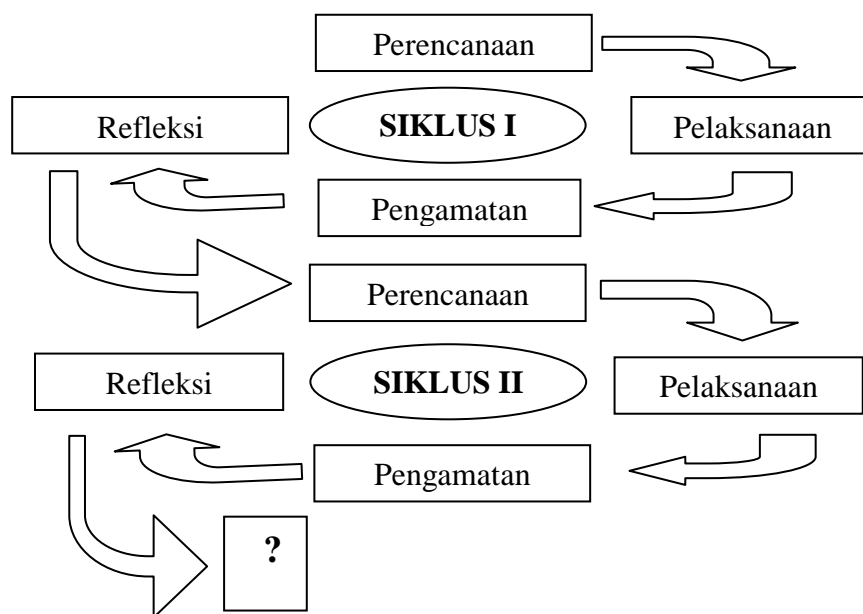 Perencanaan
Refleksi
SIKLUS I
Pelaksanaan
Pengamatan
Perencanaan
Refleksi
SIKLUS II
Pelaksanaan
Pengamatan
?